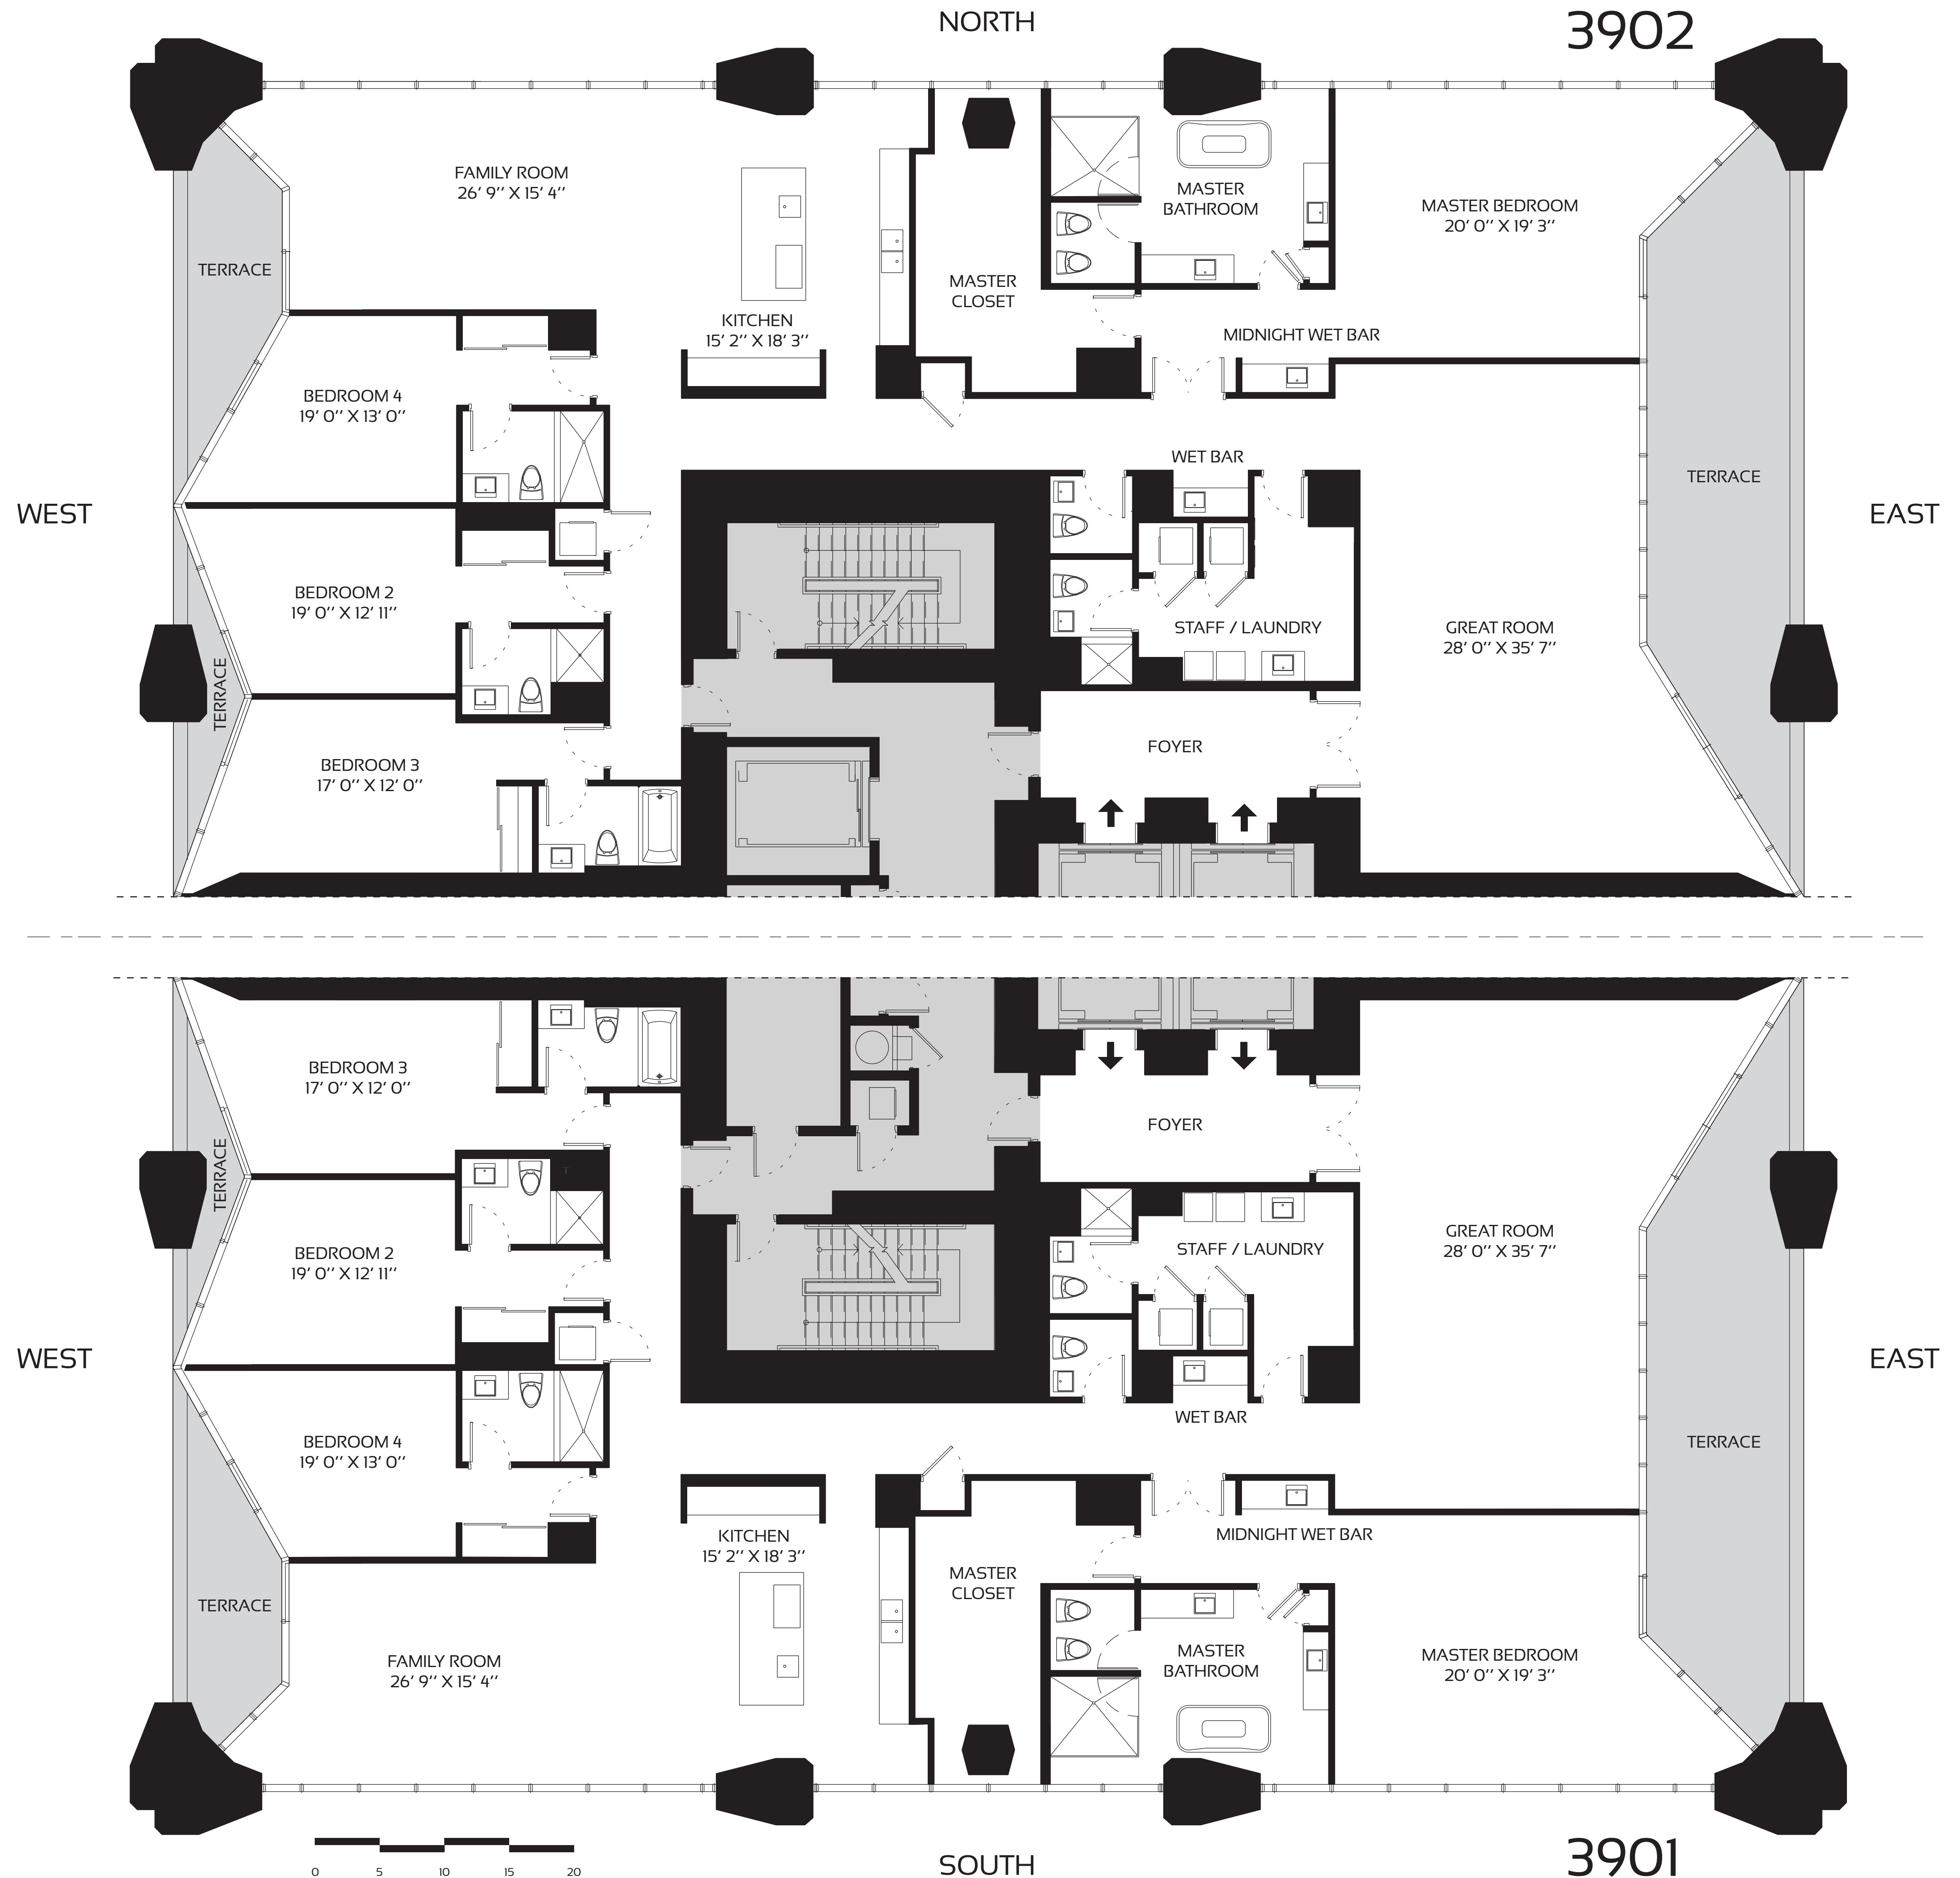 NORTH
3902
FAMILY ROOM
26' 9'' X 15' 4''
MASTER
BATHROOM
MASTER BEDROOM
20' 0'' X 19' 3''
TERRACE
MASTER
CLOSET
KITCHEN
15' 2'' X 18' 3''
MIDNIGHT WET BAR
BEDROOM 4
19' 0'' X 13' 0''
WET BAR
TERRACE
WEST
EAST
BEDROOM 2
19' 0'' X 12' 11''
STAFF / LAUNDRY
GREAT ROOM
28' 0'' X 35' 7''
TERRACE
BEDROOM 3
17' 0'' X 12' 0''
FOYER
BEDROOM 3
17' 0'' X 12' 0''
FOYER
TERRACE
BEDROOM 2
19' 0'' X 12' 11''
STAFF / LAUNDRY
GREAT ROOM
28' 0'' X 35' 7''
WEST
EAST
WET BAR
BEDROOM 4
19' 0'' X 13' 0''
TERRACE
KITCHEN
15' 2'' X 18' 3''
MIDNIGHT WET BAR
MASTER
CLOSET
TERRACE
FAMILY ROOM
26' 9'' X 15' 4''
MASTER
BATHROOM
MASTER BEDROOM
20' 0'' X 19' 3''
0 5 10 15 20
SOUTH
3901